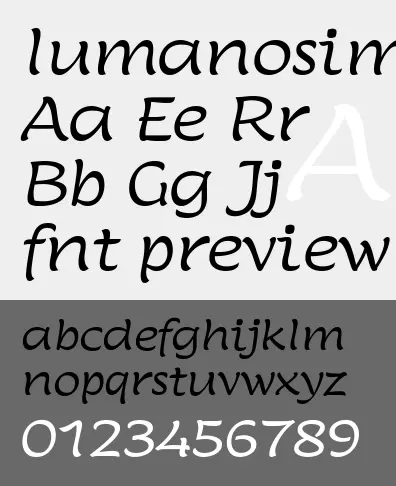 lumanosim
Aa Ee Rr
A
Bb Gg Jj
fnt preview
abcdefghijklm
nopqrstuvwxyz
0123456789